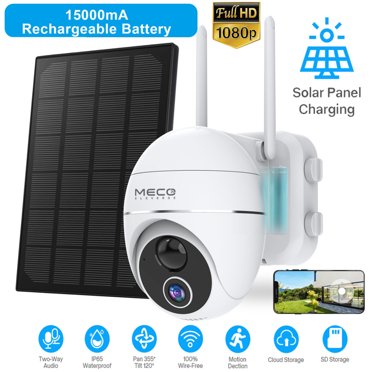 15000mA
Rechargeable Battery
Full HD
1080p
Solar Panel
Charging
MECO
ELEVERDE
Two-Way
Audio
IP65
Waterproof
Pan 355°
Tilt 120°
100%
Wire-Free
Motion
Dection
Cloud Storage
SD Storage